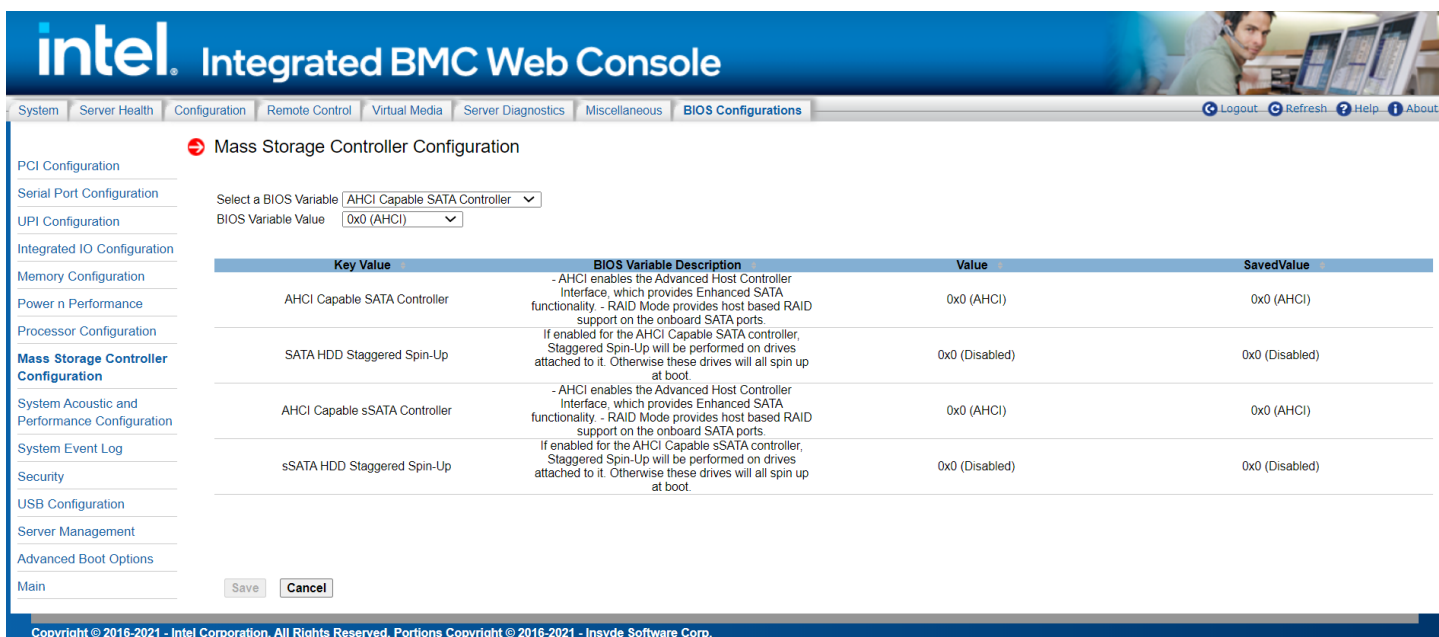 intel. Integrated BMC Web Console
System Server Health Configuration Remote Control Virtual Media Server Diagnostics Miscellaneous BIOS Configurations Logout Refresh Help About
PCI Configuration
Serial Port Configuration
UPI Configuration
Integrated IO Configuration
Memory Configuration
Power n Performance
Processor Configuration
Mass Storage Controller
Configuration
System Acoustic and
Performance Configuration
System Event Log
Security
USB Configuration
Server Management
Advanced Boot Options
Main
Mass Storage Controller Configuration
Select a BIOS Variable AHCI Capable SATA Controller
BIOS Variable Value 0x0 (AHCI)
Key Value BIOS Variable Description Value SavedValue
AHCI Capable SATA Controller
- AHCI enables the Advanced Host Controller
Interface, which provides Enhanced SATA
functionality. - RAID Mode provides host based RAID
support on the onboard SATA ports.
0x0 (AHCI) 0x0 (AHCI)
SATA HDD Staggered Spin-Up
If enabled for the AHCI Capable SATA controller,
Staggered Spin-Up will be performed on drives
attached to it. Otherwise these drives will all spin up
at boot.
0x0 (Disabled) 0x0 (Disabled)
AHCI Capable sSATA Controller
- AHCI enables the Advanced Host Controller
Interface, which provides Enhanced SATA
functionality. - RAID Mode provides host based RAID
support on the onboard SATA ports.
0x0 (AHCI) 0x0 (AHCI)
sSATA HDD Staggered Spin-Up
If enabled for the AHCI Capable sSATA controller,
Staggered Spin-Up will be performed on drives
attached to it. Otherwise these drives will all spin up
at boot.
0x0 (Disabled) 0x0 (Disabled)
Save Cancel
Copyright © 2016-2021 - Intel Corporation. All Rights Reserved. Portions Copyright © 2016-2021 - Insyde Software Corp.